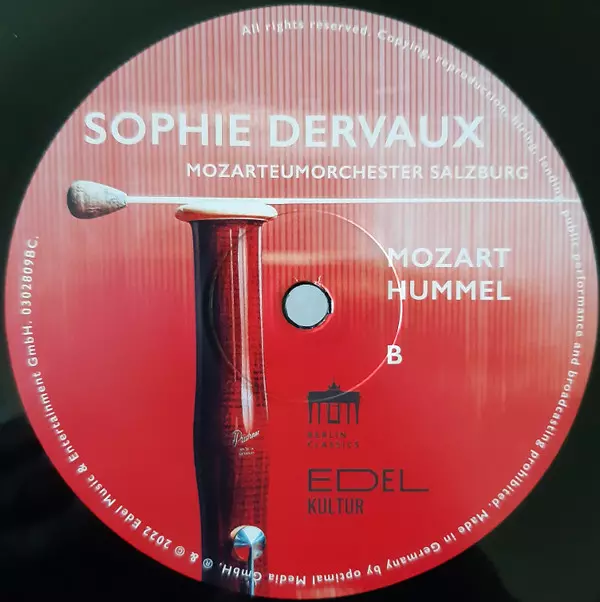 All rights reserved. Copying, reproduction, hiring, lending, public performance and broadcasting prohibited. Made in Germany by optimal Media GmbH. ® & © 2022 Edel Music & Entertainment GmbH. 0302809BC.
SOPHIE DERVAUX
MOZARTEUMORCHESTER SALZBURG
MOZART
HUMMEL
B
BERLIN
CLASSICS
EDEL
KULTUR